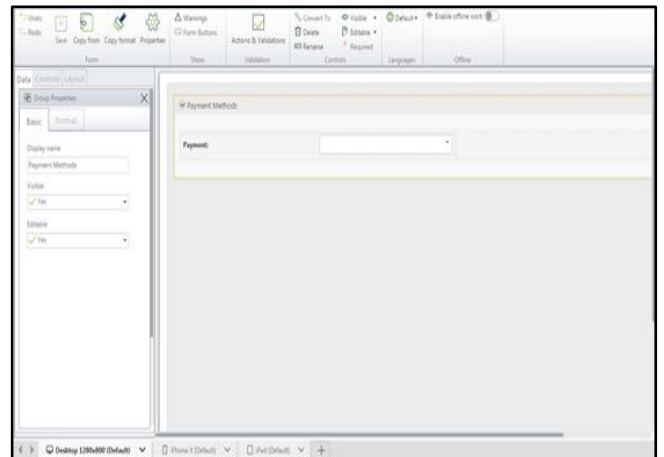 Undo
Redo
Save Copy from Copy format Properties
Form
Warnings
Form Buttons
Show
Actions & Validations
Validation
Convert To Visible
Delete Editable
Rename Required
Controls
Default
Languages
Enable offline work
Offline
Data Controls Layout
Group Properties
Basic Format
Display name
Payment Methods
Visible
Yes
Editable
Yes
Payment Methods
Payment:
Desktop 1280x800 (Default) iPhone X (Default) iPad (Default)